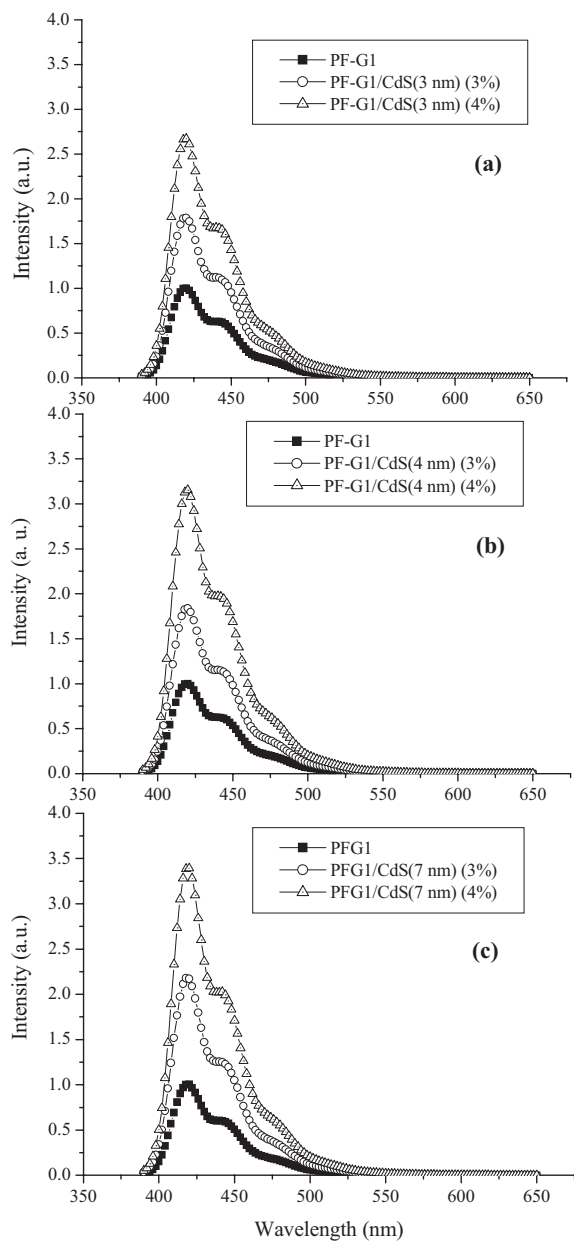 4.0
3.5
3.0
2.5
2.0
1.5
1.0
0.5
0.0
Intensity (a.u.)
PF-G1
PF-G1/CdS(3 nm) (3%)
PF-G1/CdS(3 nm) (4%)
(a)
350 400 450 500 550 600 650
4.0
3.5
3.0
2.5
2.0
1.5
1.0
0.5
0.0
Intensity (a. u.)
PF-G1
PF-G1/CdS(4 nm) (3%)
PF-G1/CdS(4 nm) (4%)
(b)
350 400 450 500 550 600 650
4.0
3.5
3.0
2.5
2.0
1.5
1.0
0.5
0.0
Intensity (a.u.)
PFG1
PFG1/CdS(7 nm) (3%)
PFG1/CdS(7 nm) (4%)
(c)
350 400 450 500 550 600 650
Wavelength (nm)